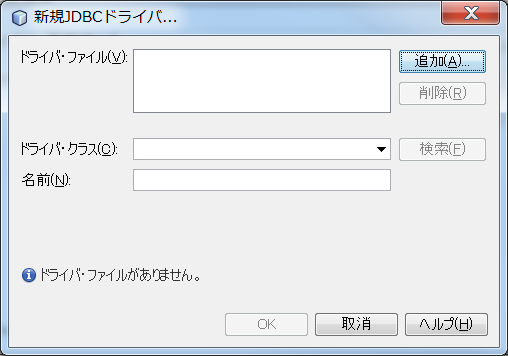 新規JDBCドライバ...
ドライバ・ファイル(V):
追加(A)...
削除(R)
ドライバ・クラス(C):
検索(F)
名前(N):
ドライバ・ファイルがありません。
OK
取消
ヘルプ(H)